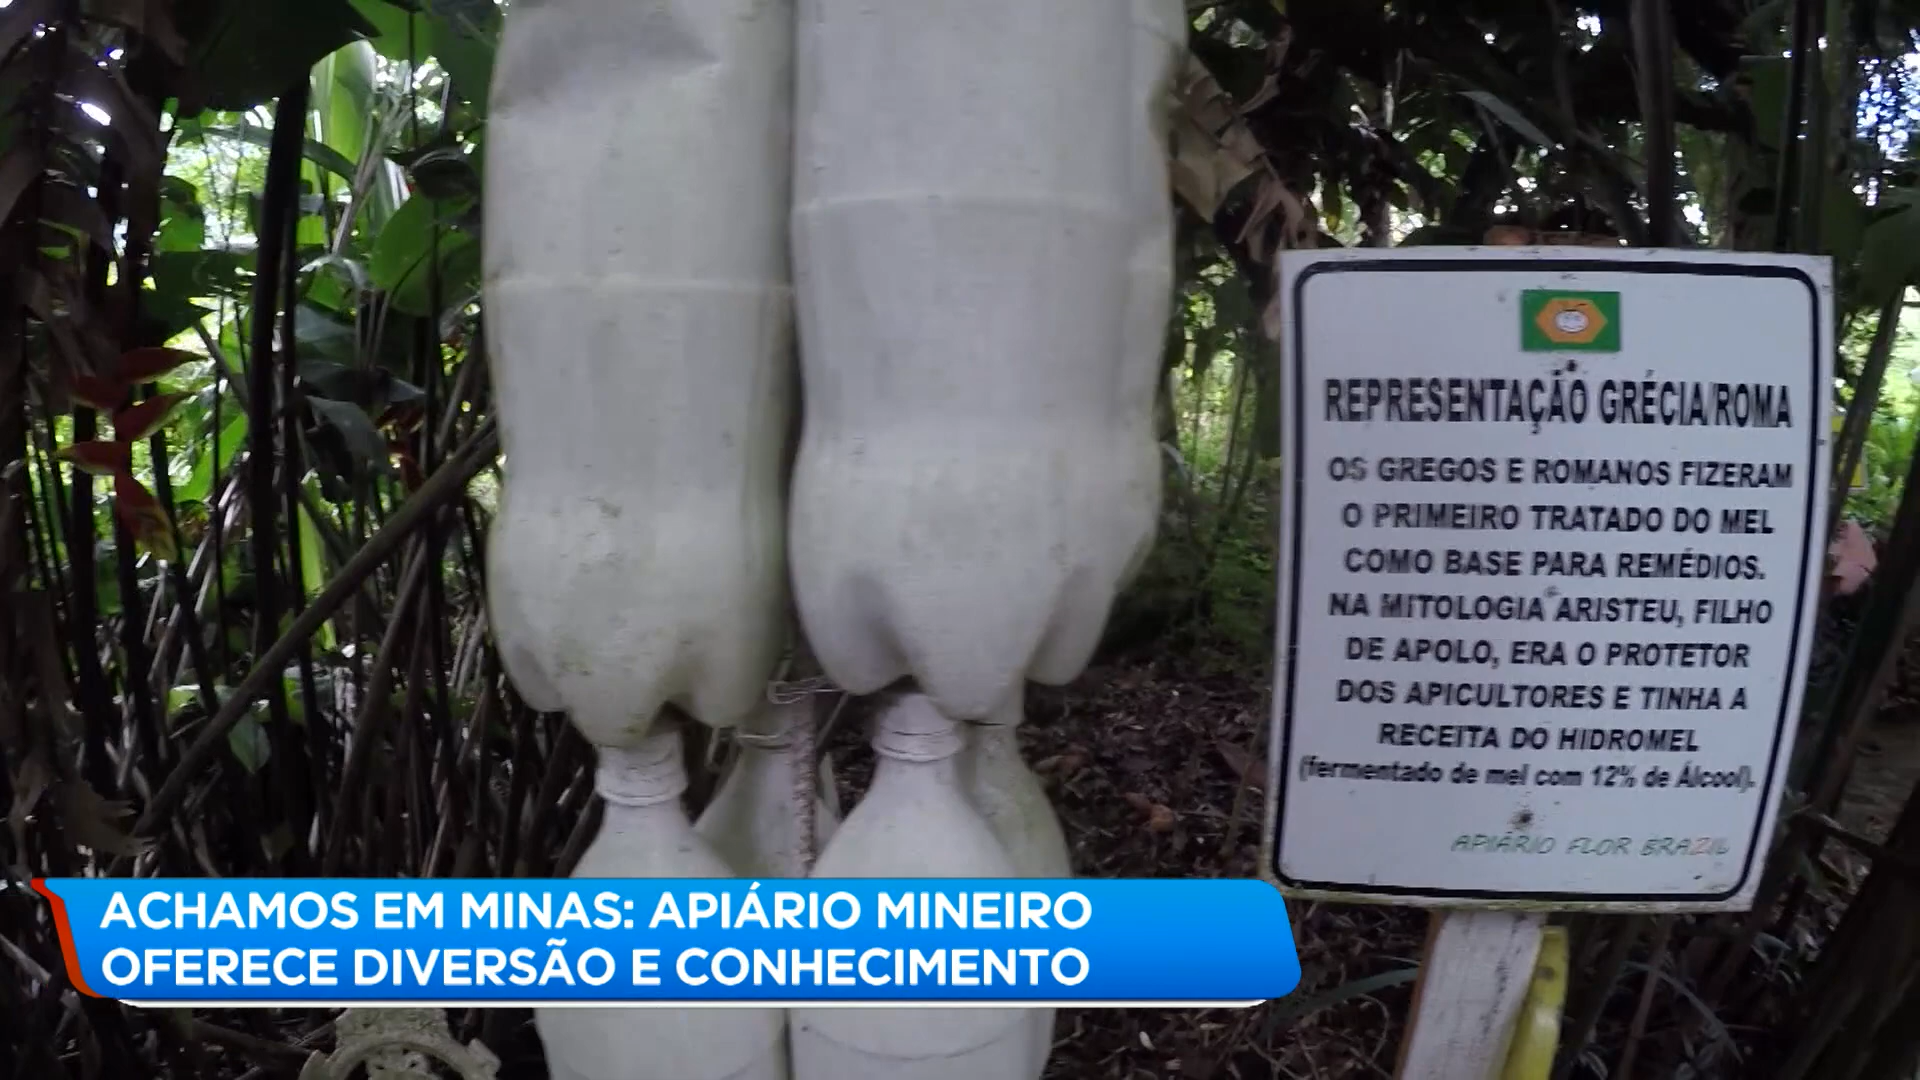 REPRESENTAÇÃO GRÉCIA/ROMA
OS GREGOS E ROMANOS FIZERAM
O PRIMEIRO TRATADO DO MEL
COMO BASE PARA REMÉDIOS.
NA MITOLOGIA ARISTEU, FILHO
DE APOLO, ERA O PROTETOR
DOS APICULTORES E TINHA A
RECEITA DO HIDROMEL
(fermentado de mel com 12% de Álcool).
APIÁRIO FLOR BRAZIL
ACHAMOS EM MINAS: APIÁRIO MINEIRO
OFERECE DIVERSÃO E CONHECIMENTO